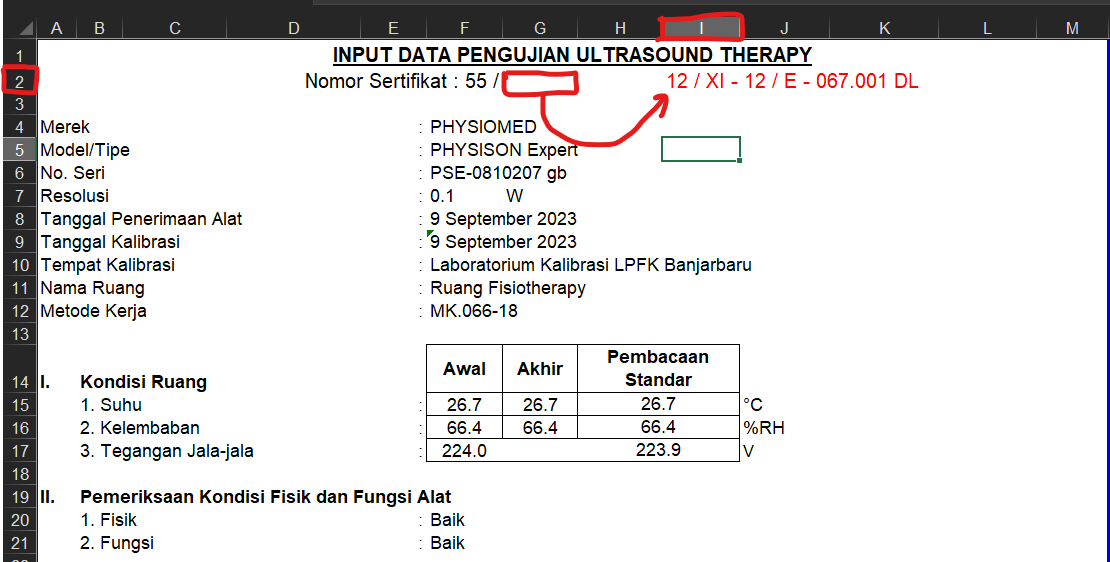 A B C D E F G H I J K L M
1 INPUT DATA PENGUJIAN ULTRASOUND THERAPY
2 Nomor Sertifikat : 55 / 12 / XI - 12 / E - 067.001 DL
3
4 Merek : PHYSIOMED
5 Model/Tipe : PHYSISON Expert
6 No. Seri : PSE-0810207 gb
7 Resolusi : 0.1 W
8 Tanggal Penerimaan Alat : 9 September 2023
9 Tanggal Kalibrasi : 9 September 2023
10 Tempat Kalibrasi : Laboratorium Kalibrasi LPFK Banjarbaru
11 Nama Ruang : Ruang Fisiotherapy
12 Metode Kerja : MK.066-18
13
Awal Akhir Pembacaan
Standar
14 I. Kondisi Ruang
15 1. Suhu : 26.7 26.7 26.7 °C
16 2. Kelembaban : 66.4 66.4 66.4 %RH
17 3. Tegangan Jala-jala : 224.0 223.9 V
18
19 II. Pemeriksaan Kondisi Fisik dan Fungsi Alat
20 1. Fisik : Baik
21 2. Fungsi : Baik